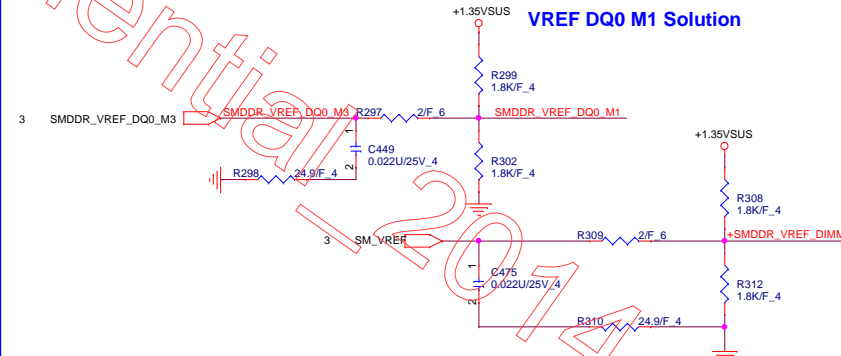 +1.35VSUS
VREF DQ0 M1 Solution
R299
1.8K/F_4
3 SMDDR_VREF_DQ0_M3
SMDDR_VREF_DQ0_M3
R297
2/F_6
SMDDR_VREF_DQ0_M1
1
2
C449
0.022U/25V_4
R302
1.8K/F_4
R298
24.9/F_4
+1.35VSUS
R308
1.8K/F_4
3 SM_VREF
R309
2/F_6
+SMDDR_VREF_DIMM
1
2
C475
0.022U/25V_4
R312
1.8K/F_4
R310
24.9/F_4
ential
- 2014